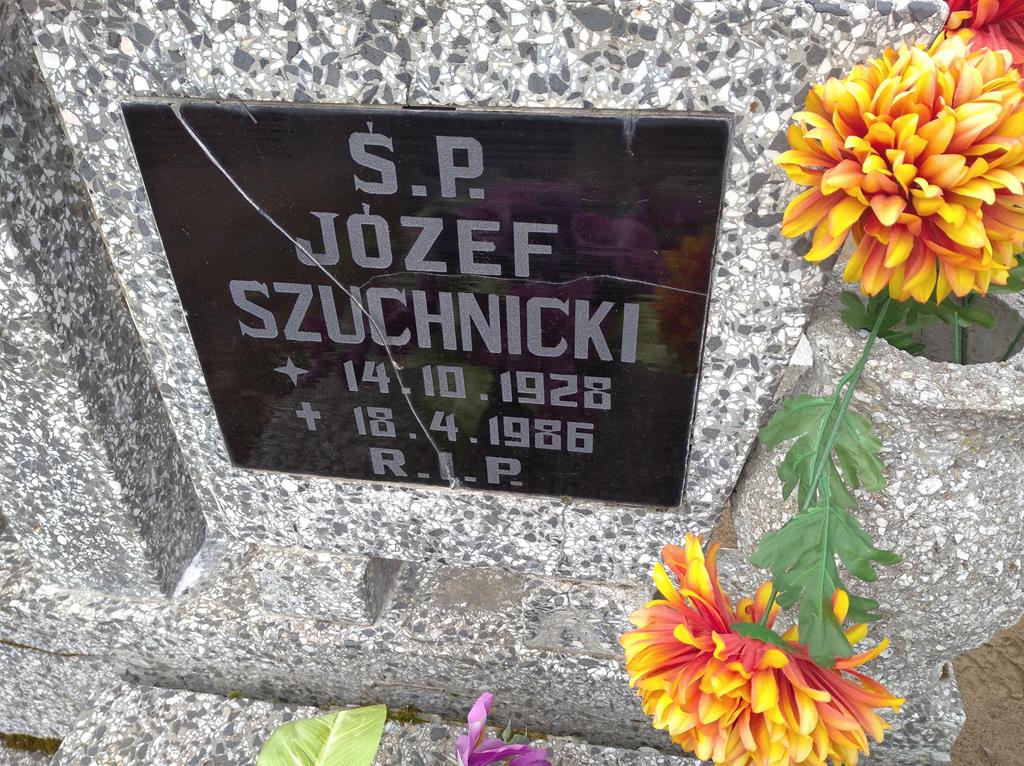 Ś.P.
JÓZEF
SZUCHNICKI
14.10.1928
18.4.1986
R.I.P.